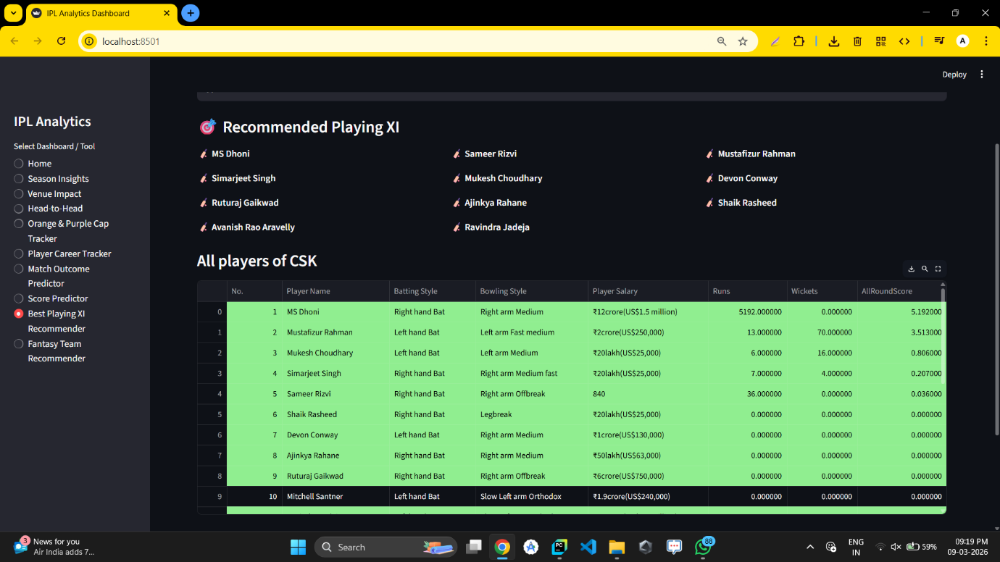 IPL Analytics Dashboard
localhost:8501
A
Deploy
IPL Analytics
Select Dashboard / Tool
Home
Season Insights
Venue Impact
Head-to-Head
Orange & Purple Cap
Tracker
Player Career Tracker
Match Outcome
Predictor
Score Predictor
Best Playing XI
Recommender
Fantasy Team
Recommender
Recommended Playing XI
MS Dhoni Sameer Rizvi Mustafizur Rahman
Simarjeet Singh Mukesh Choudhary Devon Conway
Ruturaj Gaikwad Ajinkya Rahane Shaik Rasheed
Avanish Rao Aravelly Ravindra Jadeja
All players of CSK
No. Player Name Batting Style Bowling Style Player Salary Runs Wickets AllRoundScore
0 1 MS Dhoni Right hand Bat Right arm Medium ₹12crore(US$1.5 million) 5192.000000 0.000000 5.192000
1 2 Mustafizur Rahman Left hand Bat Left arm Fast medium ₹2crore(US$250,000) 13.000000 70.000000 3.513000
2 3 Mukesh Choudhary Left hand Bat Left arm Medium ₹20lakh(US$25,000) 6.000000 16.000000 0.806000
3 4 Simarjeet Singh Right hand Bat Right arm Medium fast ₹20lakh(US$25,000) 7.000000 4.000000 0.207000
4 5 Sameer Rizvi Right hand Bat Right arm Offbreak 840 36.000000 0.000000 0.036000
5 6 Shaik Rasheed Right hand Bat Legbreak ₹20lakh(US$25,000) 0.000000 0.000000 0.000000
6 7 Devon Conway Left hand Bat Right arm Medium ₹1crore(US$130,000) 0.000000 0.000000 0.000000
7 8 Ajinkya Rahane Right hand Bat Right arm Medium ₹50lakh(US$63,000) 0.000000 0.000000 0.000000
8 9 Ruturaj Gaikwad Right hand Bat Right arm Offbreak ₹6crore(US$750,000) 0.000000 0.000000 0.000000
9 10 Mitchell Santner Left hand Bat Slow Left arm Orthodox ₹1.9crore(US$240,000) 0.000000 0.000000 0.000000
3
News for you
Air India adds 7...
Search
PC
88
ENG
IN
59%
09:19 PM
09-03-2026